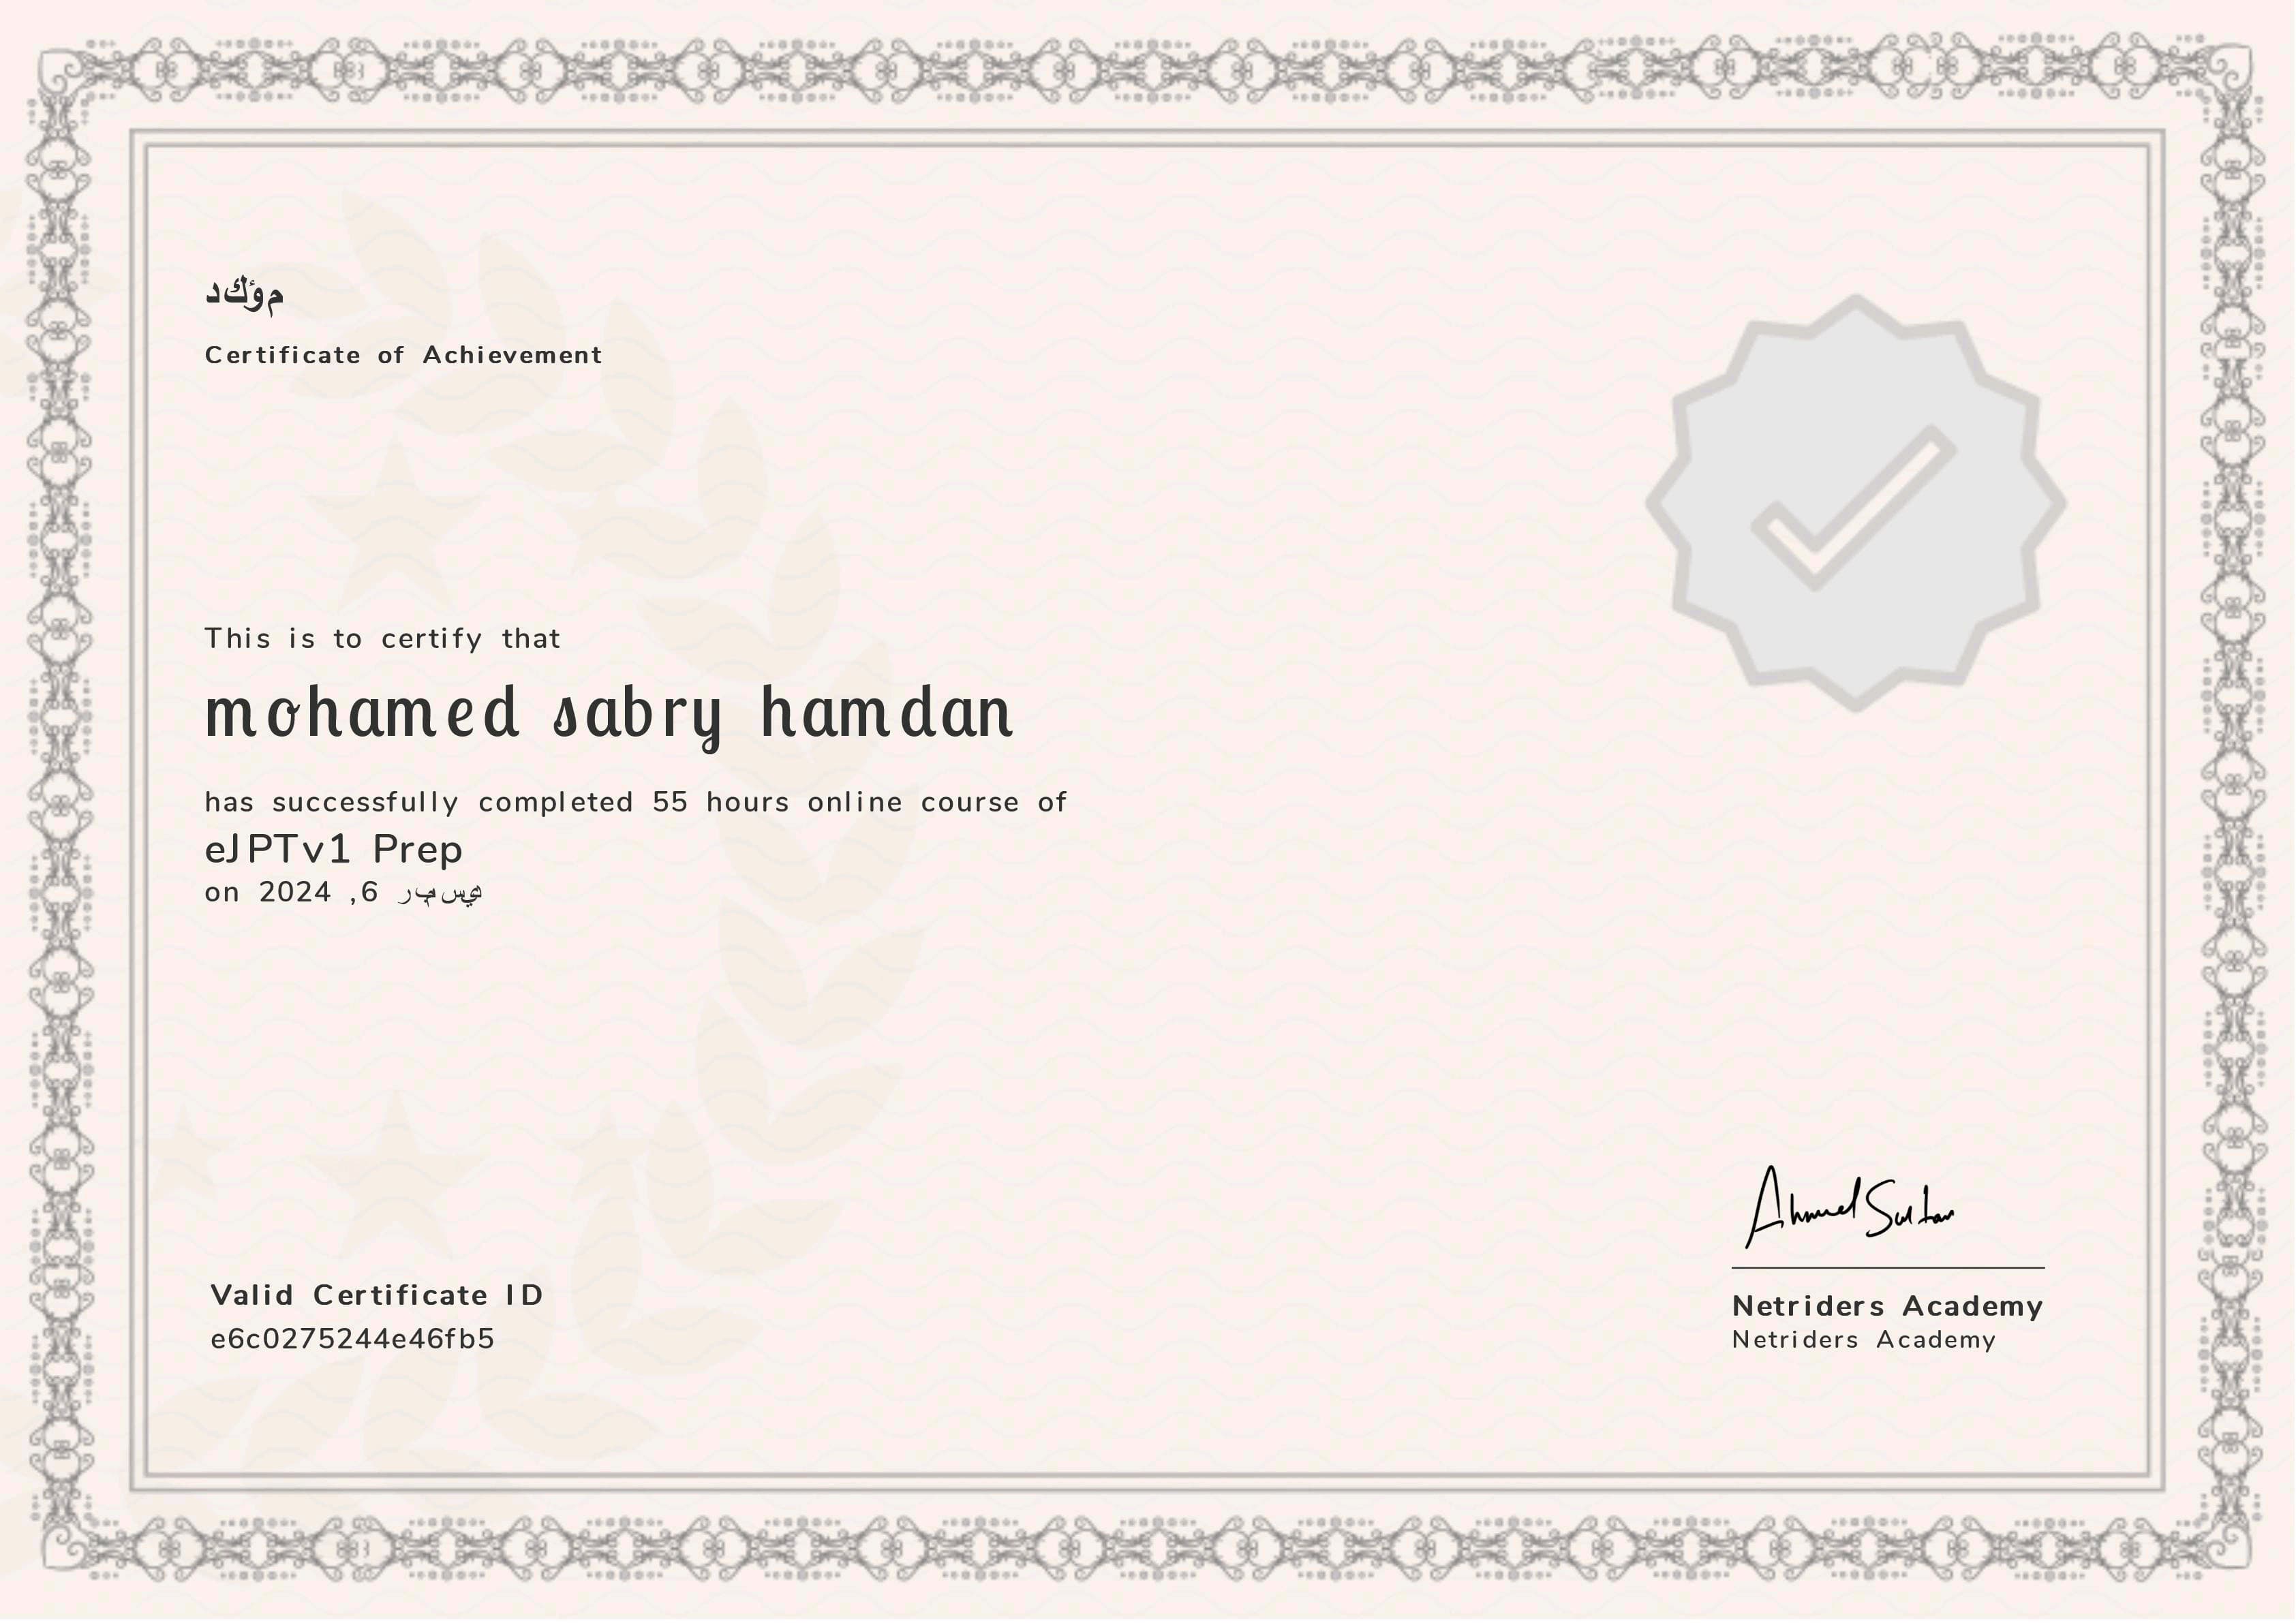 مؤكد
Certificate of Achievement
This is to certify that
mohamed sabry hamdan
has successfully completed 55 hours online course of
eJPTv1 Prep
on ديسمبر 6, 2024
Ahmed Sultan
Valid Certificate ID
e6c0275244e46fb5
Netriders Academy
Netriders Academy